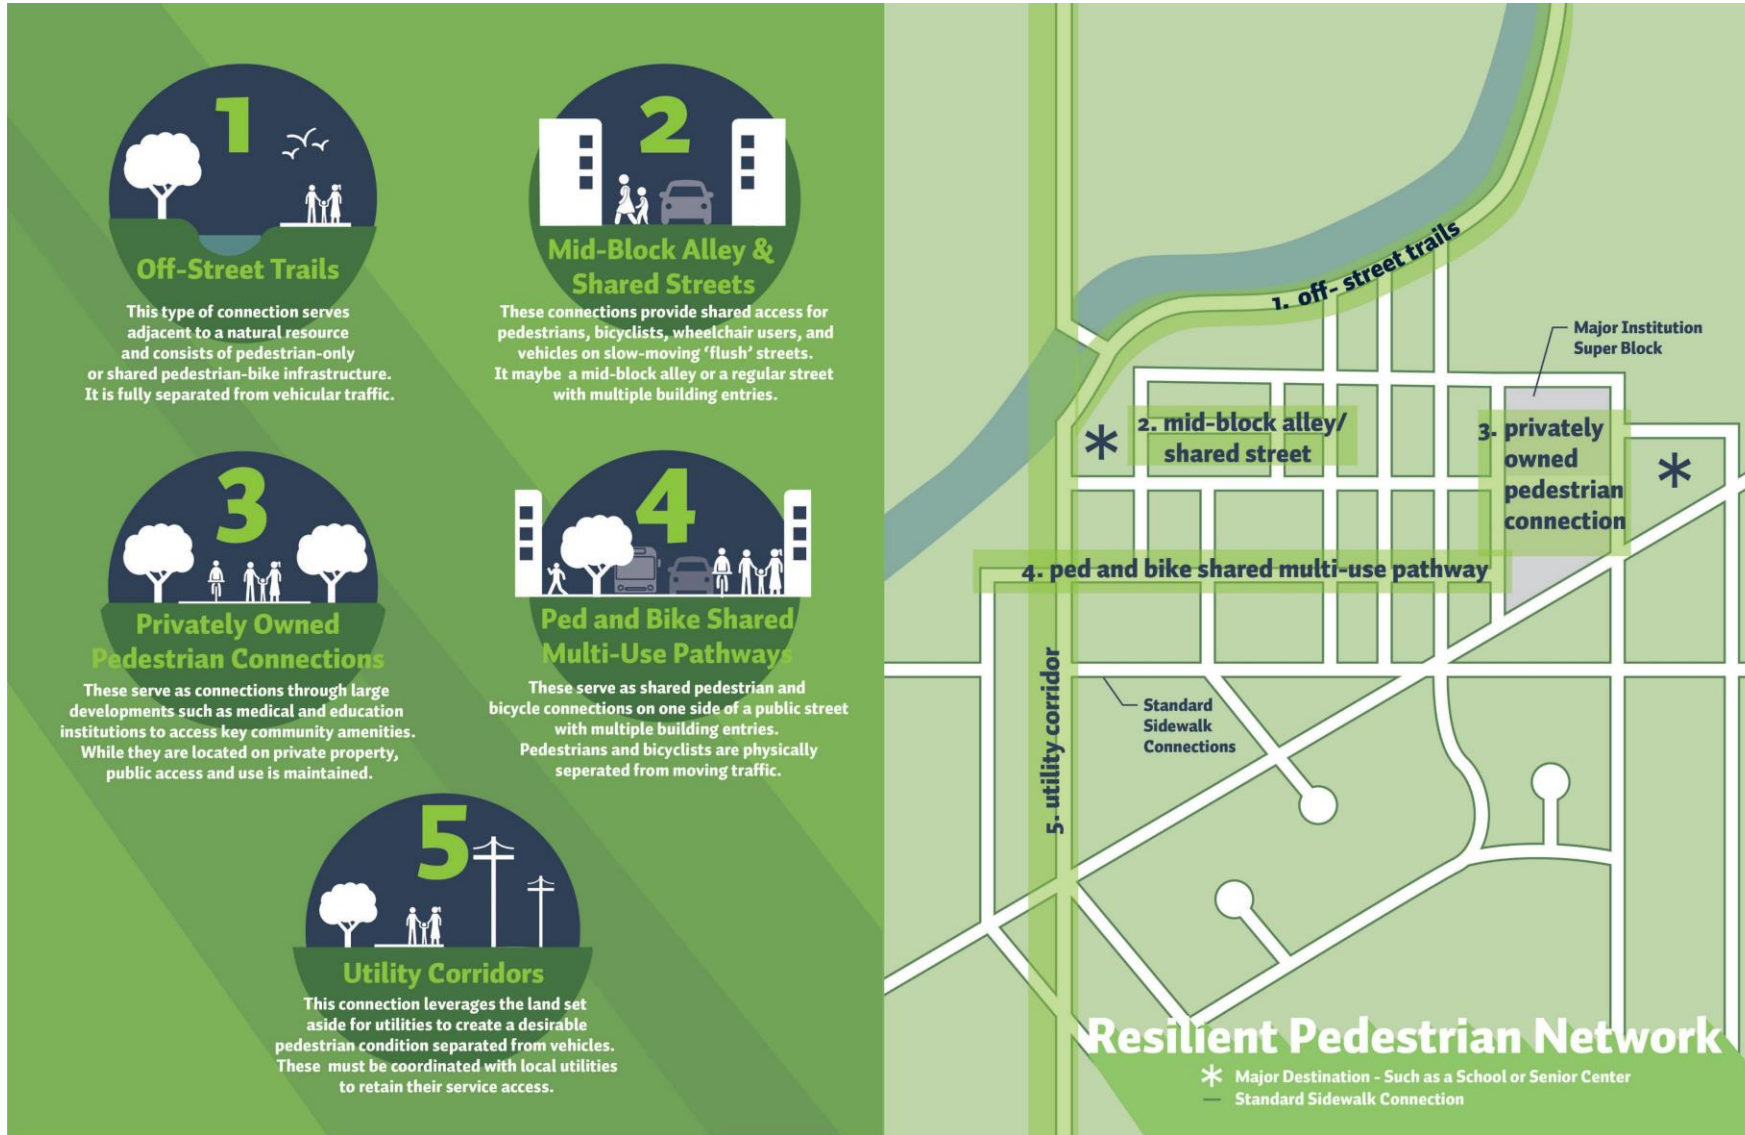 1
Off-Street Trails
This type of connection serves
adjacent to a natural resource
and consists of pedestrian-only
or shared pedestrian-bike infrastructure.
It is fully separated from vehicular traffic.
2
Mid-Block Alley &
Shared Streets
These connections provide shared access for
pedestrians, bicyclists, wheelchair users, and
vehicles on slow-moving ‘flush’ streets.
It maybe a mid-block alley or a regular street
with multiple building entries.
3
Privately Owned
Pedestrian Connections
These serve as connections through large
developments such as medical and education
institutions to access key community amenities.
While they are located on private property,
public access and use is maintained.
4
Ped and Bike Shared
Multi-Use Pathways
These serve as shared pedestrian and
bicycle connections on one side of a public street
with multiple building entries.
Pedestrians and bicyclists are physically
seperated from moving traffic.
5
Utility Corridors
This connection leverages the land set
aside for utilities to create a desirable
pedestrian condition separated from vehicles.
These must be coordinated with local utilities
to retain their service access.
1. off- street trails
Major Institution
Super Block
2. mid-block alley/
shared street
3. privately
owned
pedestrian
connection
4. ped and bike shared multi-use pathway
5. utility corridor
Standard
Sidewalk
Connections
Resilient Pedestrian Network
Major Destination - Such as a School or Senior Center
Standard Sidewalk Connection